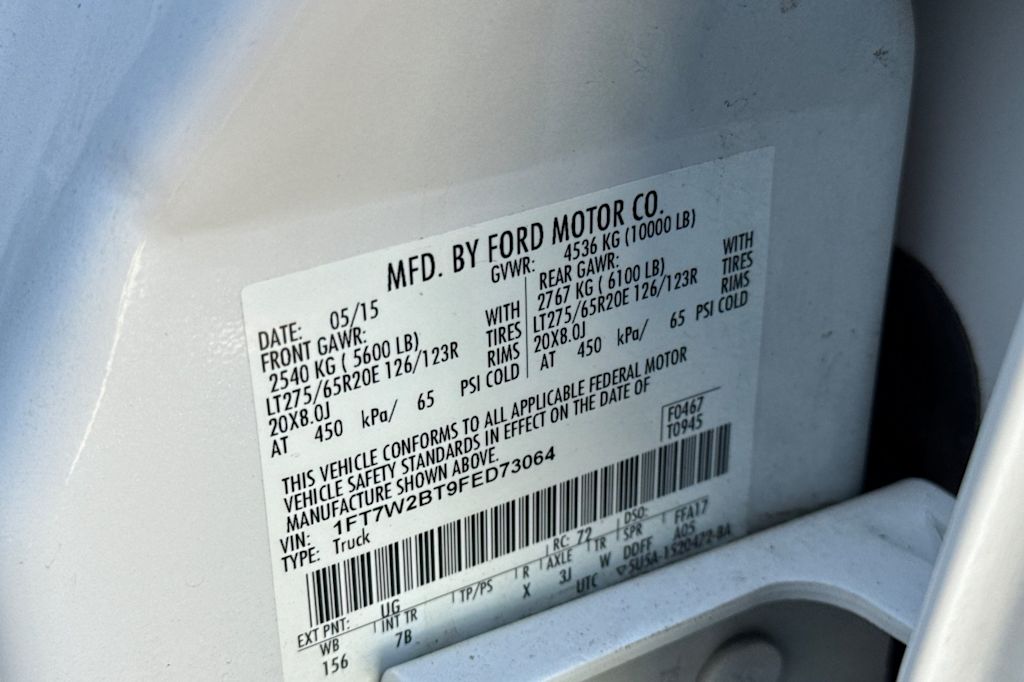 MFD. BY FORD MOTOR CO.
DATE: 05/15 GVWR: 4536 KG (10000 LB)
FRONT GAWR: REAR GAWR:
2540 KG ( 5600 LB) WITH 2767 KG ( 6100 LB) WITH
LT275/65R20E 126/123R TIRES LT275/65R20E 126/123R TIRES
20X8.0J RIMS 20X8.0J RIMS
AT 450 kPa/ 65 PSI COLD AT 450 kPa/ 65 PSI COLD
THIS VEHICLE CONFORMS TO ALL APPLICABLE FEDERAL MOTOR
VEHICLE SAFETY STANDARDS IN EFFECT ON THE DATE OF
MANUFACTURE SHOWN ABOVE.
F0467
T0945
VIN: 1FT7W2BT9FED73064
TYPE: Truck
EXT PNT: UG RC: 72 DSO: FFA17
WB INT TR TP/PS R AXLE TR SPR A05
156 7B X 3J W DDFF
UTC 5U5A-1520472-BA